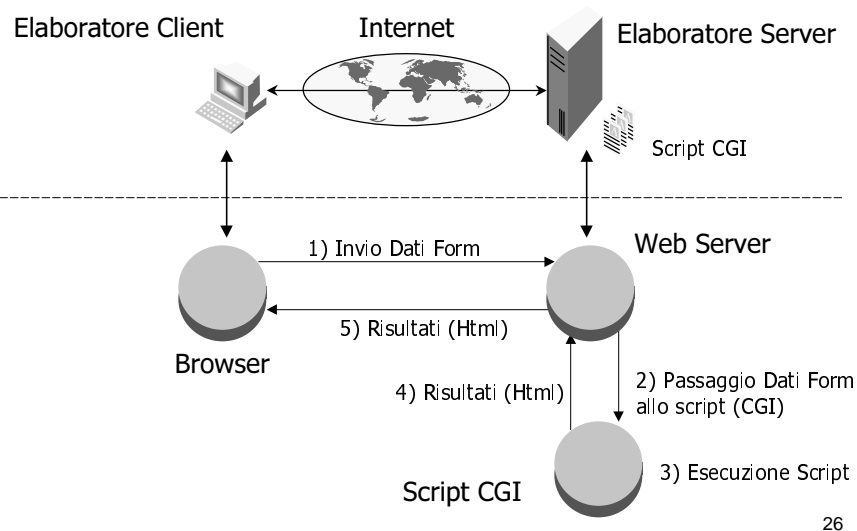 Elaboratore Client
Internet
Elaboratore Server
Script CGI
Web Server
1) Invio Dati Form
5) Risultati (Html)
Browser
2) Passaggio Dati Form
allo script (CGI)
4) Risultati (Html)
3) Esecuzione Script
Script CGI
26